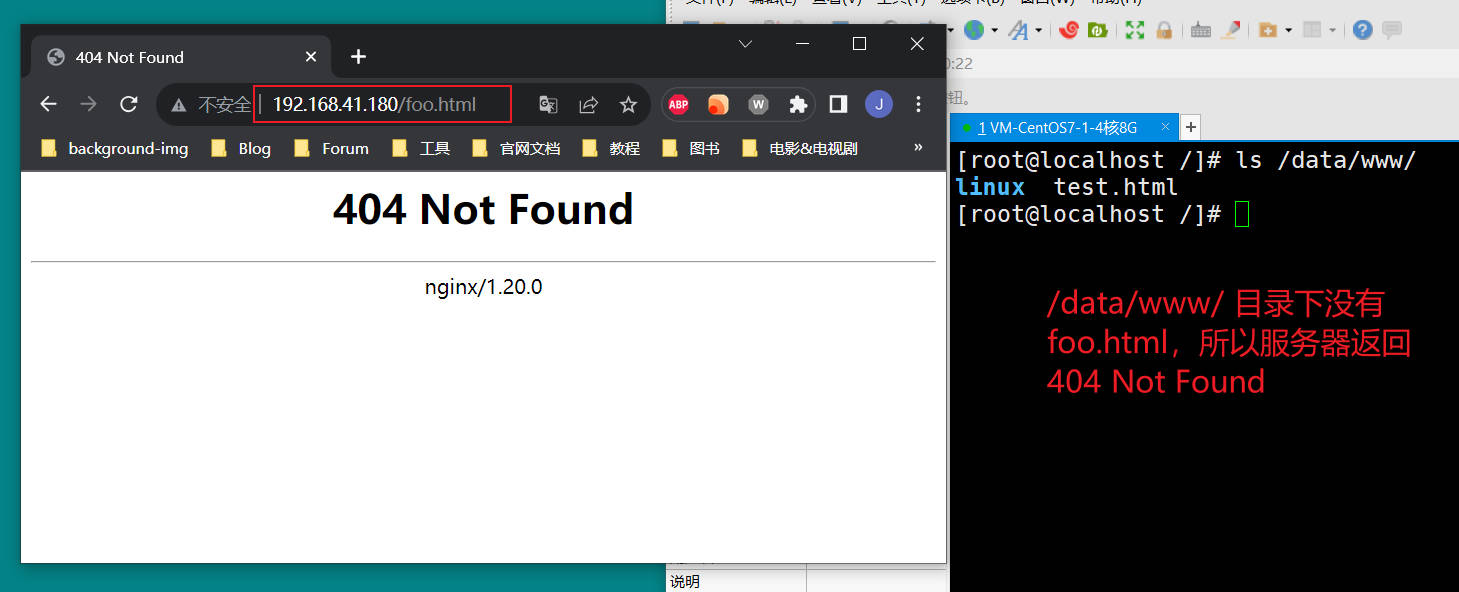 404 Not Found
不安全 | 192.168.41.180/foo.html
ABP
W
J
background-img
Blog
Forum
工具
官网文档
教程
图书
电影&电视剧
»
404 Not Found
nginx/1.20.0
0:22
钮。
1 VM-CentOS7-1-4核8G
[root@localhost /]# ls /data/www/
linux test.html
[root@localhost /]#
/data/www/ 目录下没有
foo.html，所以服务器返回
404 Not Found
说明